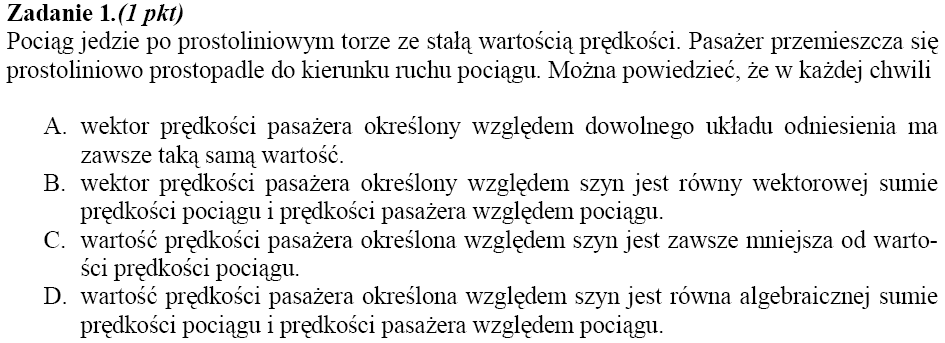 Zadanie 1.(1 pkt)
Pociąg jedzie po prostoliniowym torze ze stałą wartością prędkości. Pasażer przemieszcza się
prostoliniowo prostopadle do kierunku ruchu pociągu. Można powiedzieć, że w każdej chwili
A. wektor prędkości pasażera określony względem dowolnego układu odniesienia ma
zawsze taką samą wartość.
B. wektor prędkości pasażera określony względem szyn jest równy wektorowej sumie
prędkości pociągu i prędkości pasażera względem pociągu.
C. wartość prędkości pasażera określona względem szyn jest zawsze mniejsza od warto-
ści prędkości pociągu.
D. wartość prędkości pasażera określona względem szyn jest równa algebraicznej sumie
prędkości pociągu i prędkości pasażera względem pociągu.